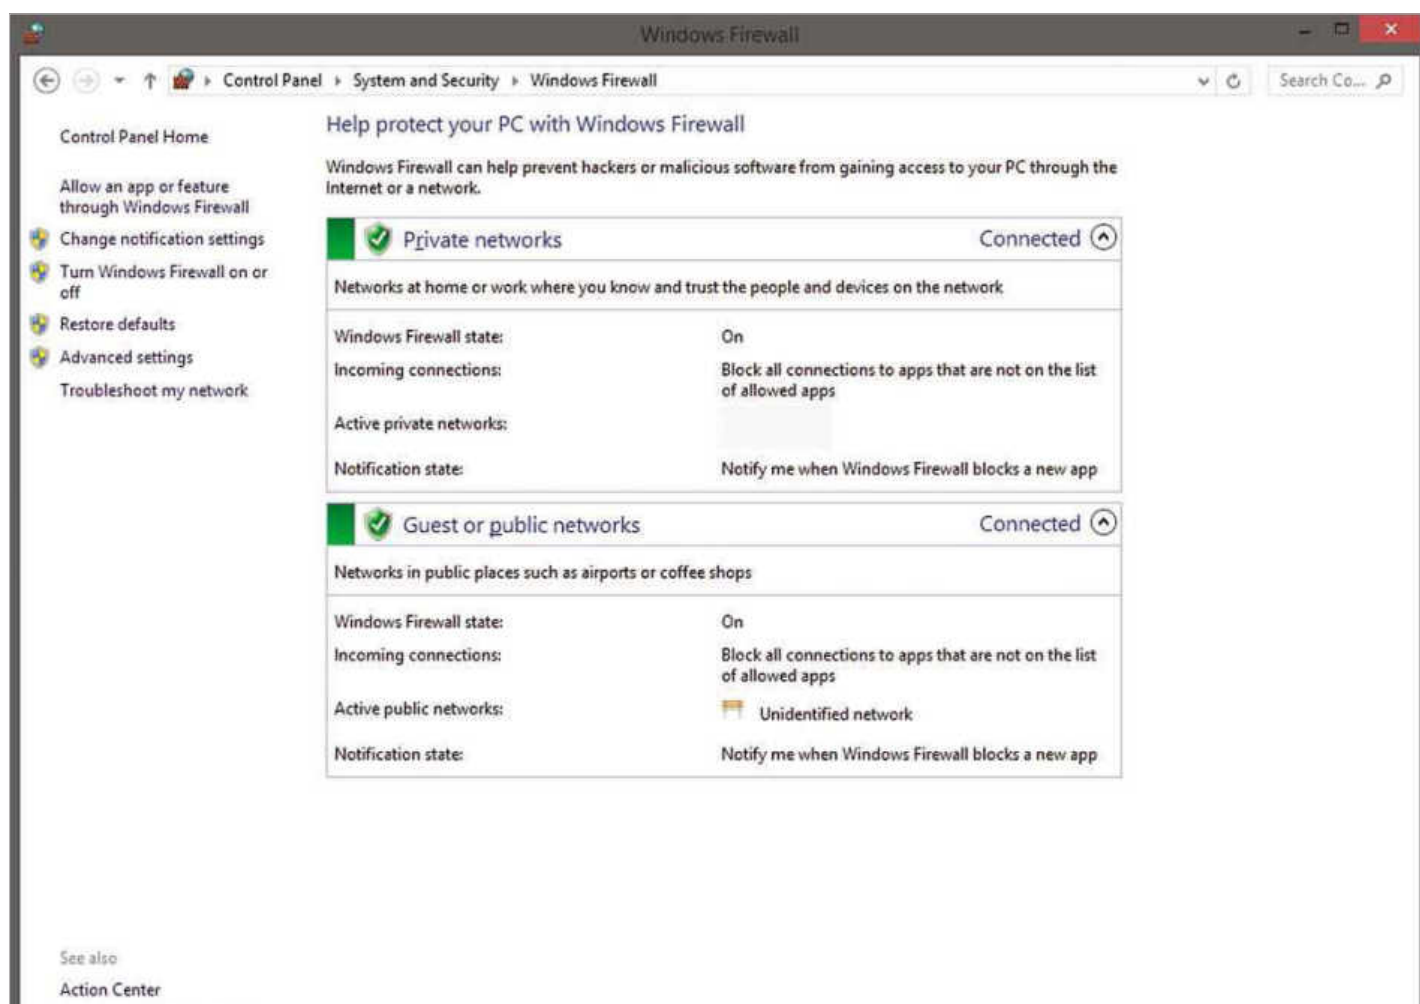 Windows Firewall
Control Panel
System and Security
Windows Firewall
Search Co...
Control Panel Home
Allow an app or feature
through Windows Firewall
Change notification settings
Turn Windows Firewall on or
off
Restore defaults
Advanced settings
Troubleshoot my network
See also
Action Center
Help protect your PC with Windows Firewall
Windows Firewall can help prevent hackers or malicious software from gaining access to your PC through the
Internet or a network.
Private networks Connected
Networks at home or work where you know and trust the people and devices on the network
Windows Firewall state: On
Incoming connections: Block all connections to apps that are not on the list
of allowed apps
Active private networks:
Notification state: Notify me when Windows Firewall blocks a new app
Guest or public networks Connected
Networks in public places such as airports or coffee shops
Windows Firewall state: On
Incoming connections: Block all connections to apps that are not on the list
of allowed apps
Active public networks: Unidentified network
Notification state: Notify me when Windows Firewall blocks a new app